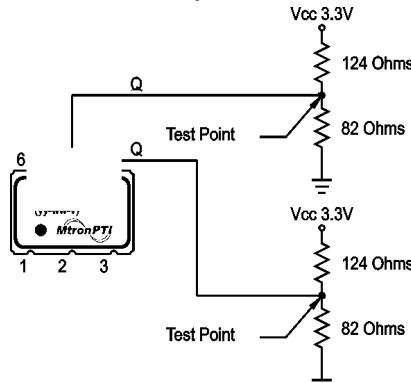 Vcc 3.3V
124 Ohms
Q
Test Point
82 Ohms
6
Q
MtronPTI
1 2 3
Vcc 3.3V
124 Ohms
Test Point
82 Ohms